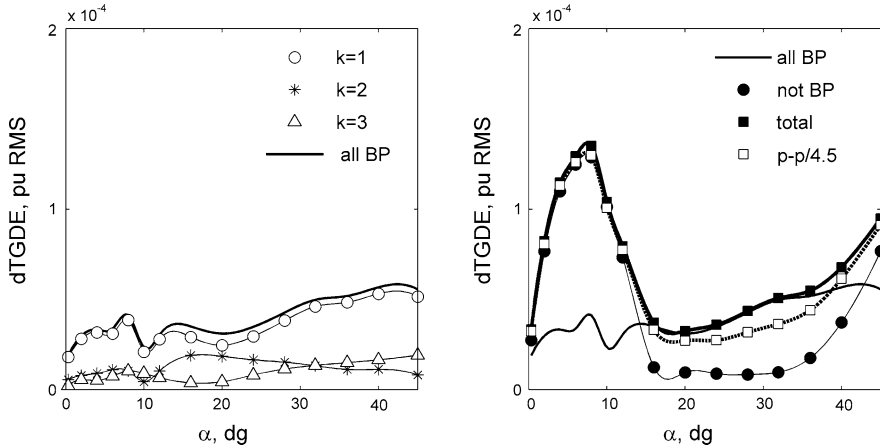 x 10-4
2
1
0
dTGDE, pu RMS
k=1
k=2
k=3
all BP
0
10
20
30
40
α, dg
x 10-4
2
1
0
dTGDE, pu RMS
all BP
not BP
total
p-p/4.5
0
10
20
30
40
α, dg